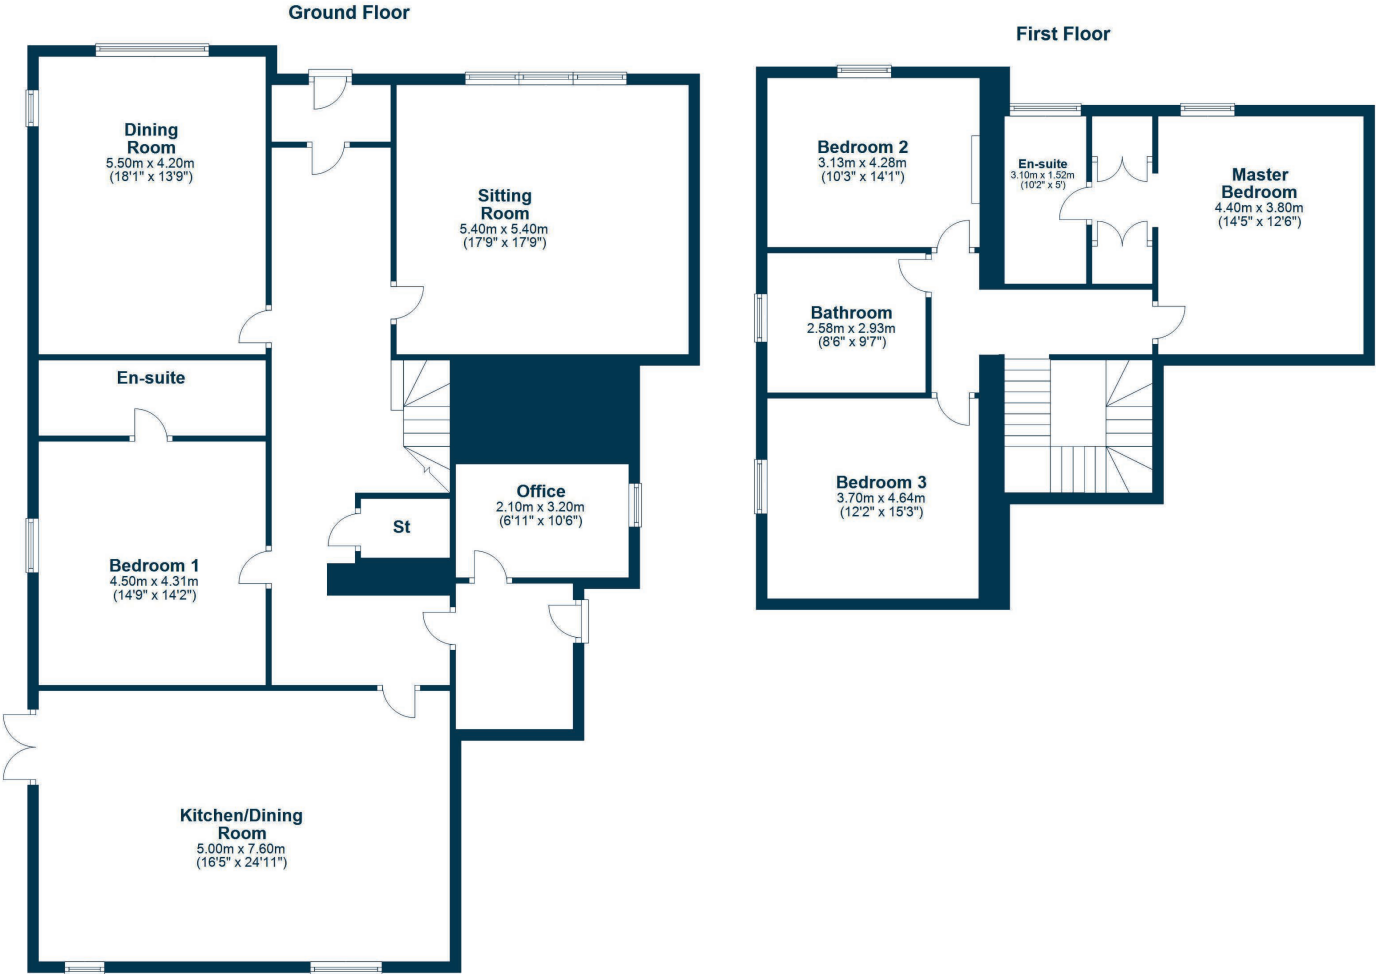 Ground Floor
Dining
Room
5.50m x 4.20m
(18'1" x 13'9")
Sitting
Room
5.40m x 5.40m
(17'9" x 17'9")
En-suite
Office
2.10m x 3.20m
(6'11" x 10'6")
St
Bedroom 1
4.50m x 4.31m
(14'9" x 14'2")
Kitchen/Dining
Room
5.00m x 7.60m
(16'5" x 24'11")
First Floor
Bedroom 2
3.13m x 4.28m
(10'3" x 14'1")
En-suite
3.10m x 1.52m
(10'2" x 5')
Master
Bedroom
4.40m x 3.80m
(14'5" x 12'6")
Bathroom
2.58m x 2.93m
(8'6" x 9'7")
Bedroom 3
3.70m x 4.64m
(12'2" x 15'3")